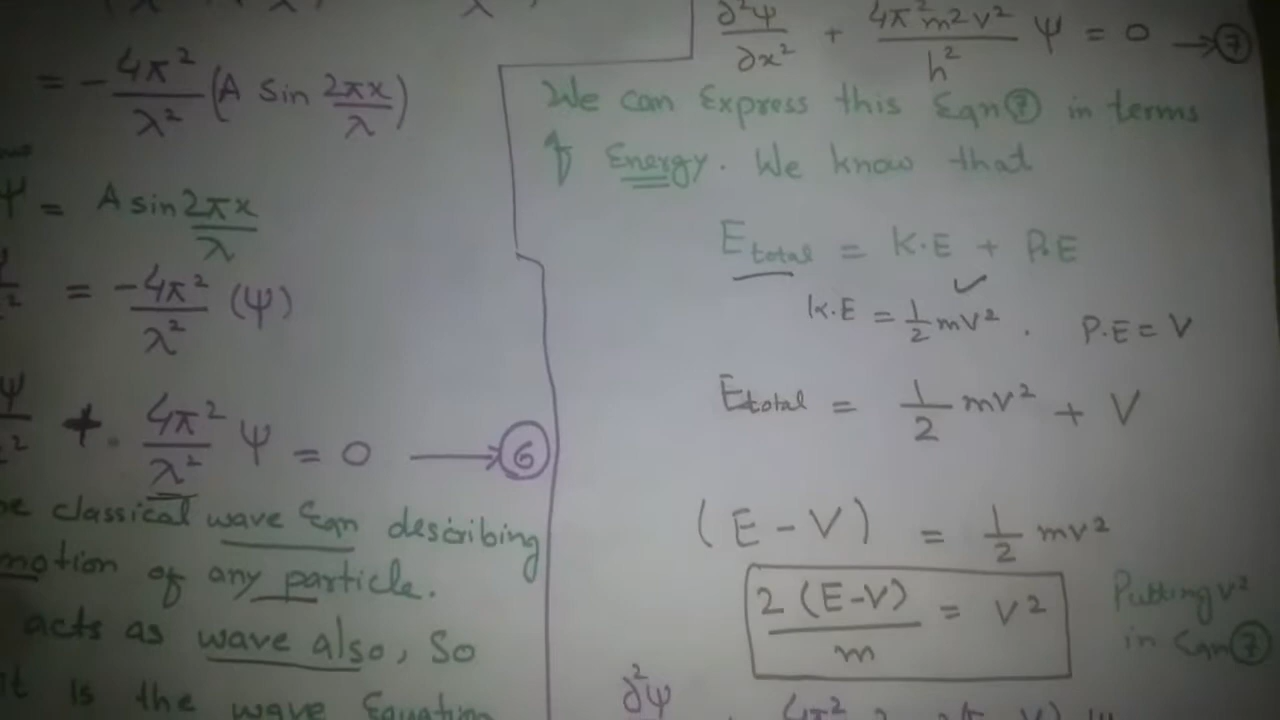 = - 4π²/λ² (A Sin 2πx/λ)
Ψ = A sin 2πx/λ
= -4π²/λ² (Ψ)
+ 4π²/λ² Ψ = 0 → ⑥
classical wave Eqn describing
motion of any particle.
acts as wave also, So
it is the wave Equation
∂²Ψ/∂x² + 4π²m2v²/h² Ψ = 0 → ⑦
We can Express this Eqn ⑦ in terms
of Energy. We know that
E total = K.E + P.E
K.E = 1/2 mv². P.E = V
E total = 1/2 mv² + V
(E - V) = 1/2 mv²
2 (E-V)/m = v²
Putting v²
in Eqn ⑦
∂²Ψ
4π²